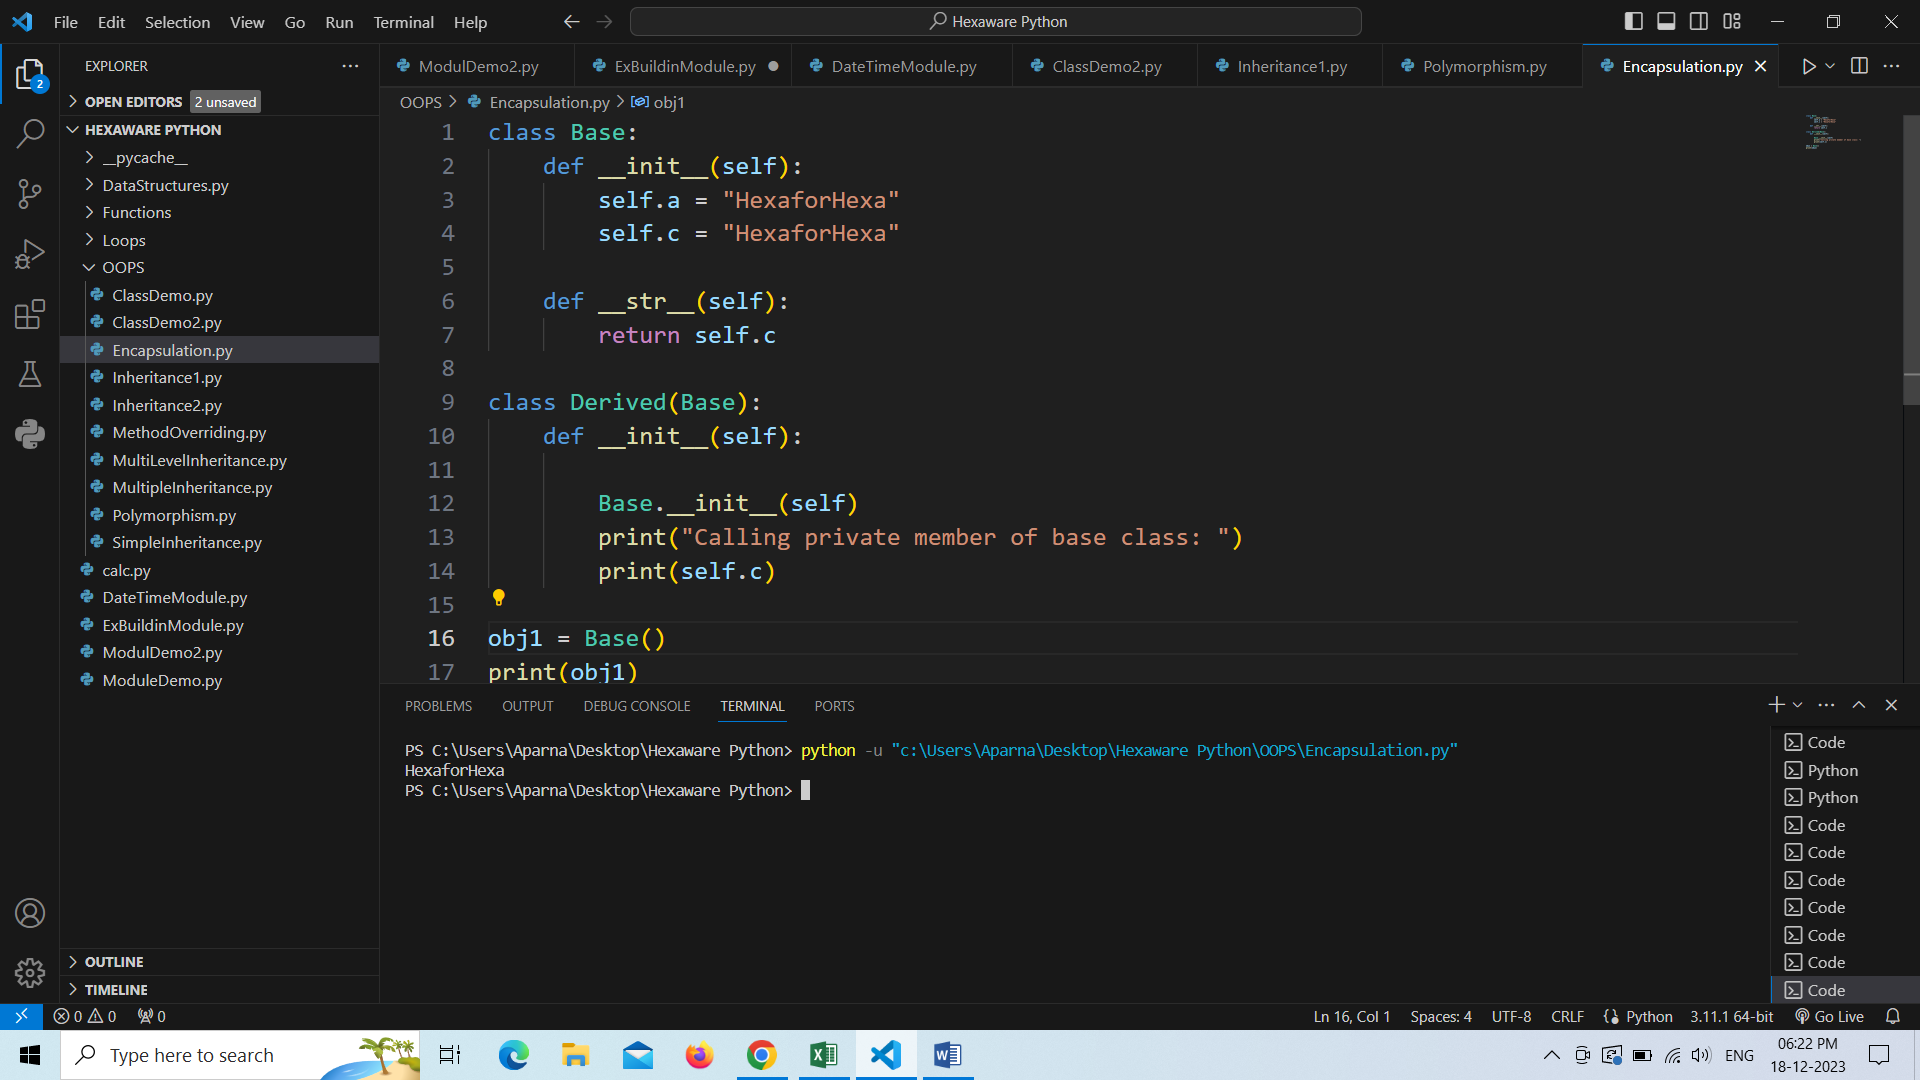 File Edit Selection View Go Run Terminal Help
Hexaware Python
EXPLORER
OPEN EDITORS 2 unsaved
HEXAWARE PYTHON
__pycache__
DataStructures.py
Functions
Loops
OOPS
ClassDemo.py
ClassDemo2.py
Encapsulation.py
Inheritance1.py
Inheritance2.py
MethodOverriding.py
MultiLevelInheritance.py
MultipleInheritance.py
Polymorphism.py
SimpleInheritance.py
calc.py
DateTimeModule.py
ExBuildinModule.py
ModulDemo2.py
ModuleDemo.py
OUTLINE
TIMELINE
2
ModulDemo2.py ExBuildinModule.py DateTimeModule.py ClassDemo2.py Inheritance1.py Polymorphism.py Encapsulation.py
OOPS > Encapsulation.py > obj1
1 class Base:
2 def __init__(self):
3 self.a = "HexaforHexa"
4 self.c = "HexaforHexa"
5
6 def __str__(self):
7 return self.c
8
9 class Derived(Base):
10 def __init__(self):
11
12 Base.__init__(self)
13 print("Calling private member of base class: ")
14 print(self.c)
15
16 obj1 = Base()
17 print(obj1)
PROBLEMS OUTPUT DEBUG CONSOLE TERMINAL PORTS
PS C:\Users\Aparna\Desktop\Hexaware Python> python -u "c:\Users\Aparna\Desktop\Hexaware Python\OOPS\Encapsulation.py"
HexaforHexa
PS C:\Users\Aparna\Desktop\Hexaware Python>
Code
Python
Python
Code
Code
Code
Code
Code
Code
Code
0 0 0 Ln 16, Col 1 Spaces: 4 UTF-8 CRLF Python 3.11.1 64-bit Go Live
Type here to search
ENG
06:22 PM
18-12-2023